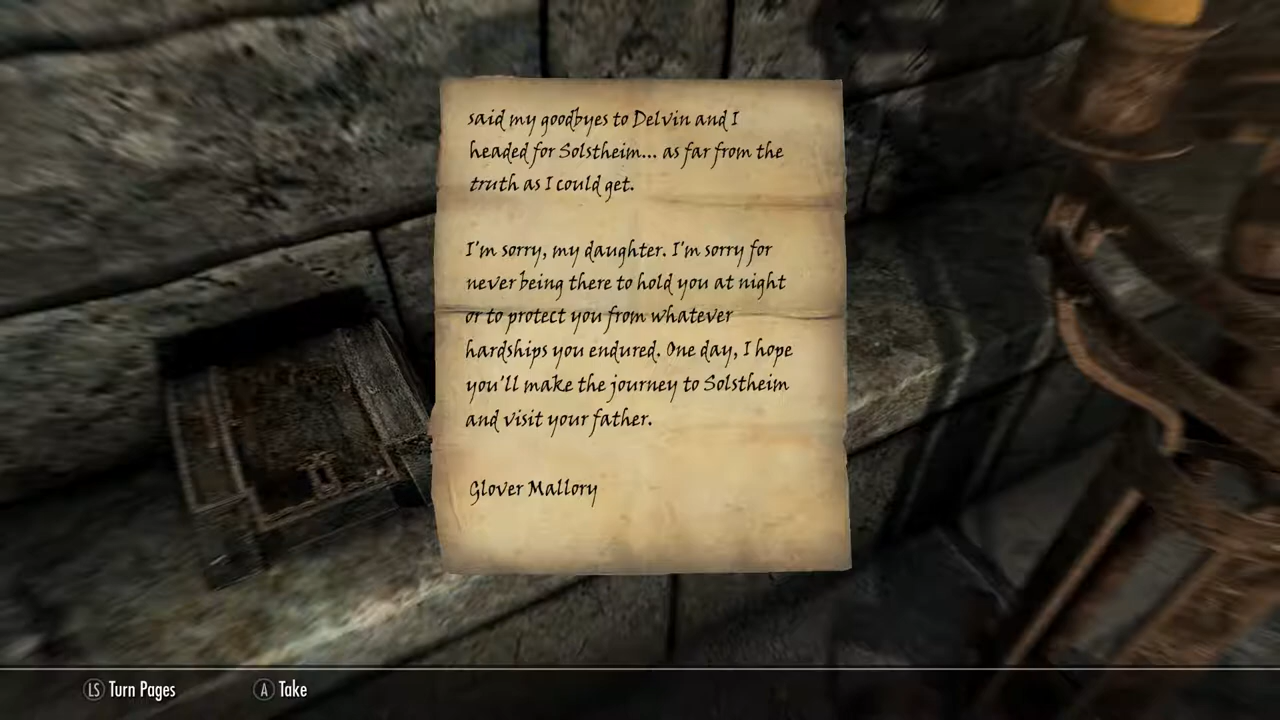 said my goodbyes to Delvin and I
headed for Solstheim... as far from the
truth as I could get.
I'm sorry, my daughter. I'm sorry for
never being there to hold you at night
or to protect you from whatever
hardships you endured. One day, I hope
you'll make the journey to Solstheim
and visit your father.
Glover Mallory
LS Turn Pages A Take